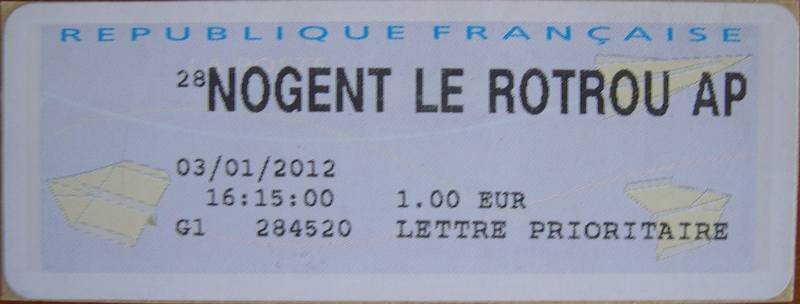 REPUBLIQUE FRANÇAISE
28NOGENT LE ROTROU AP
03/01/2012
16:15:00 1.00 EUR
G1 284520 LETTRE PRIORITAIRE